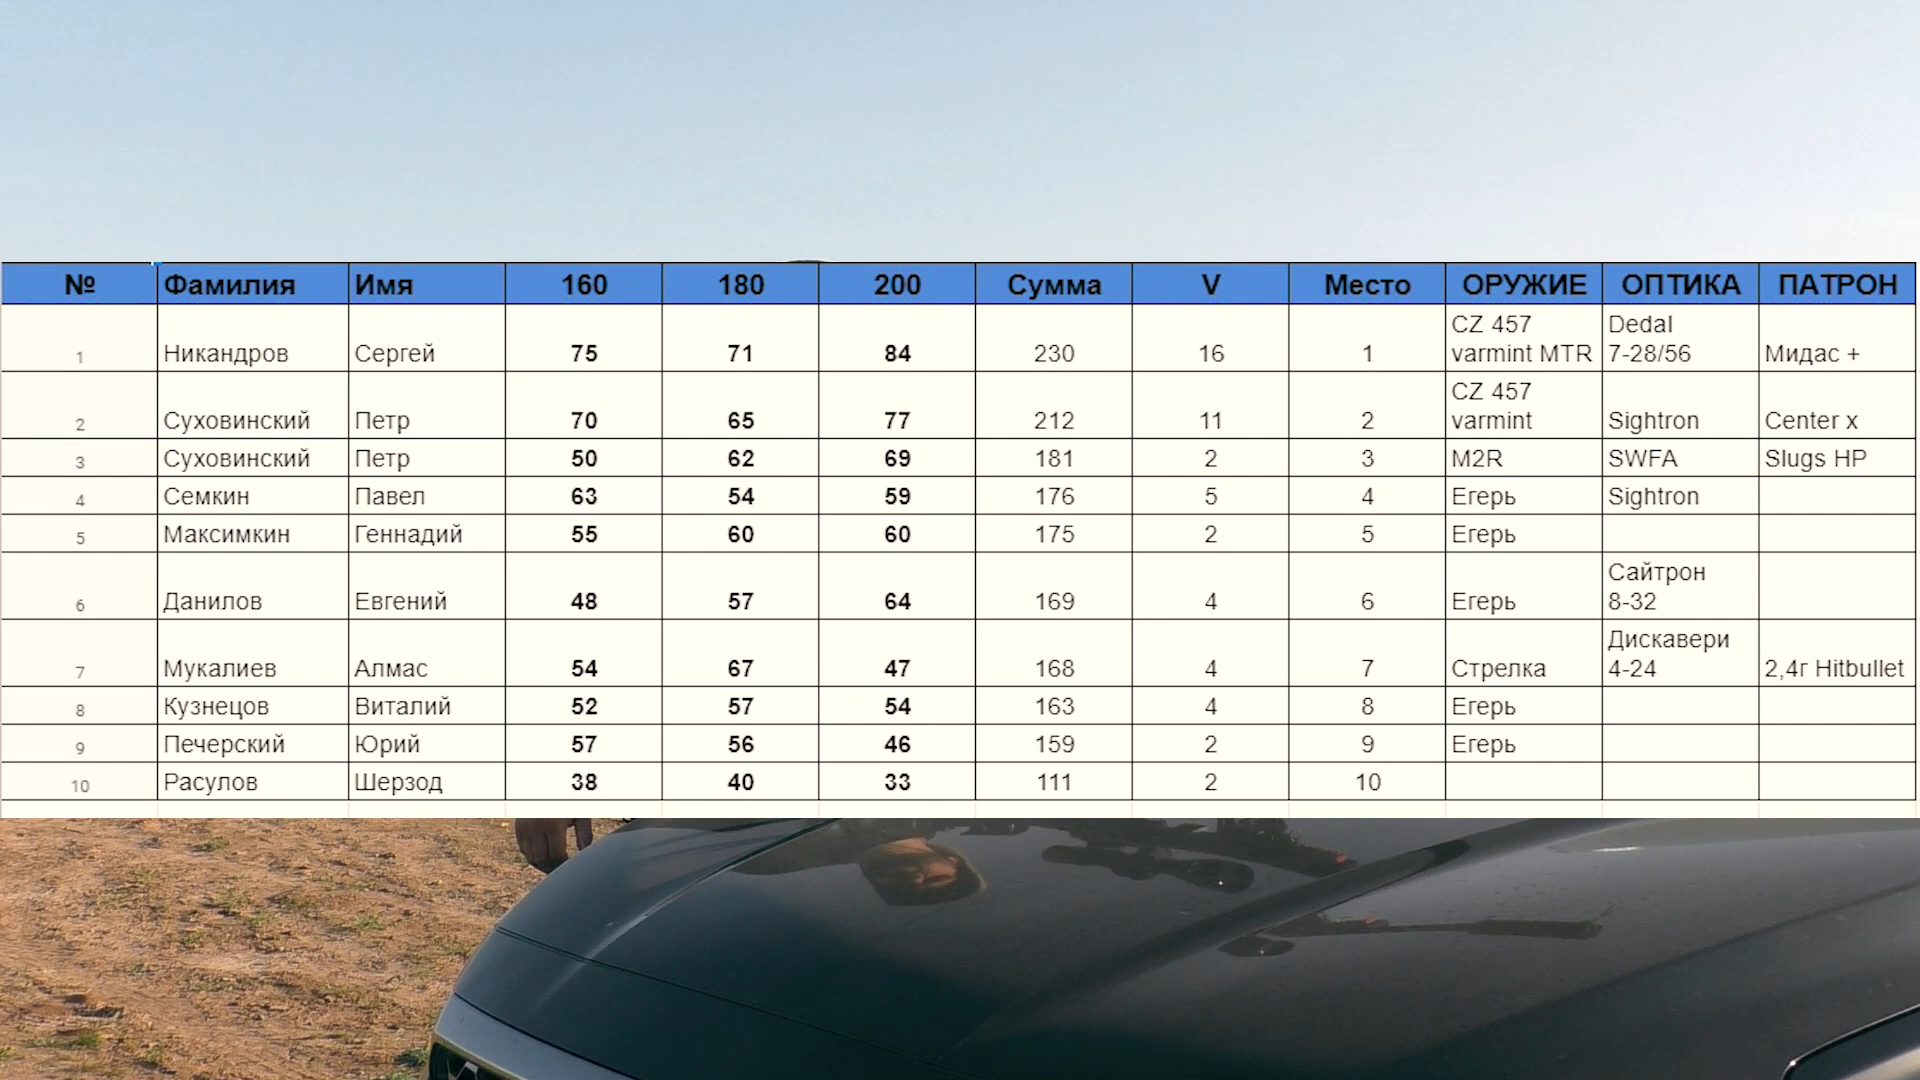 № Фамилия Имя 160 180 200 Сумма V Место ОРУЖИЕ ОПТИКА ПАТРОН
1 Никандров Сергей 75 71 84 230 16 1 CZ 457 varmint MTR Dedal 7-28/56 Мидас +
2 Суховинский Петр 70 65 77 212 11 2 CZ 457 varmint Sightron Center x
3 Суховинский Петр 50 62 69 181 2 3 M2R SWFA Slugs HP
4 Семкин Павел 63 54 59 176 5 4 Егерь Sightron
5 Максимкин Геннадий 55 60 60 175 2 5 Егерь
6 Данилов Евгений 48 57 64 169 4 6 Егерь Сайтрон 8-32
7 Мукалиев Алмас 54 67 47 168 4 7 Стрелка Дискавери 4-24 2,4г Hitbullet
8 Кузнецов Виталий 52 57 54 163 4 8 Егерь
9 Печерский Юрий 57 56 46 159 2 9 Егерь
10 Расулов Шерзод 38 40 33 111 2 10